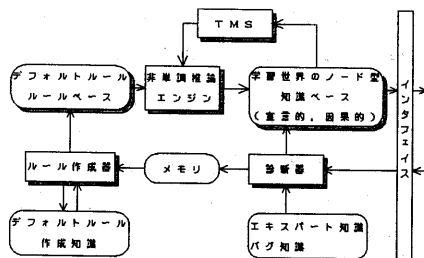 TMS
デフォルトルール
ルールベース
非単調推論
エンジン
学習世界のノード型
知識ベース
(宣言的,因果的)
インタフェイス
ルール作成器
メモリ
診断器
デフォルトルール
作成知識
エキスパート知識
バグ知識